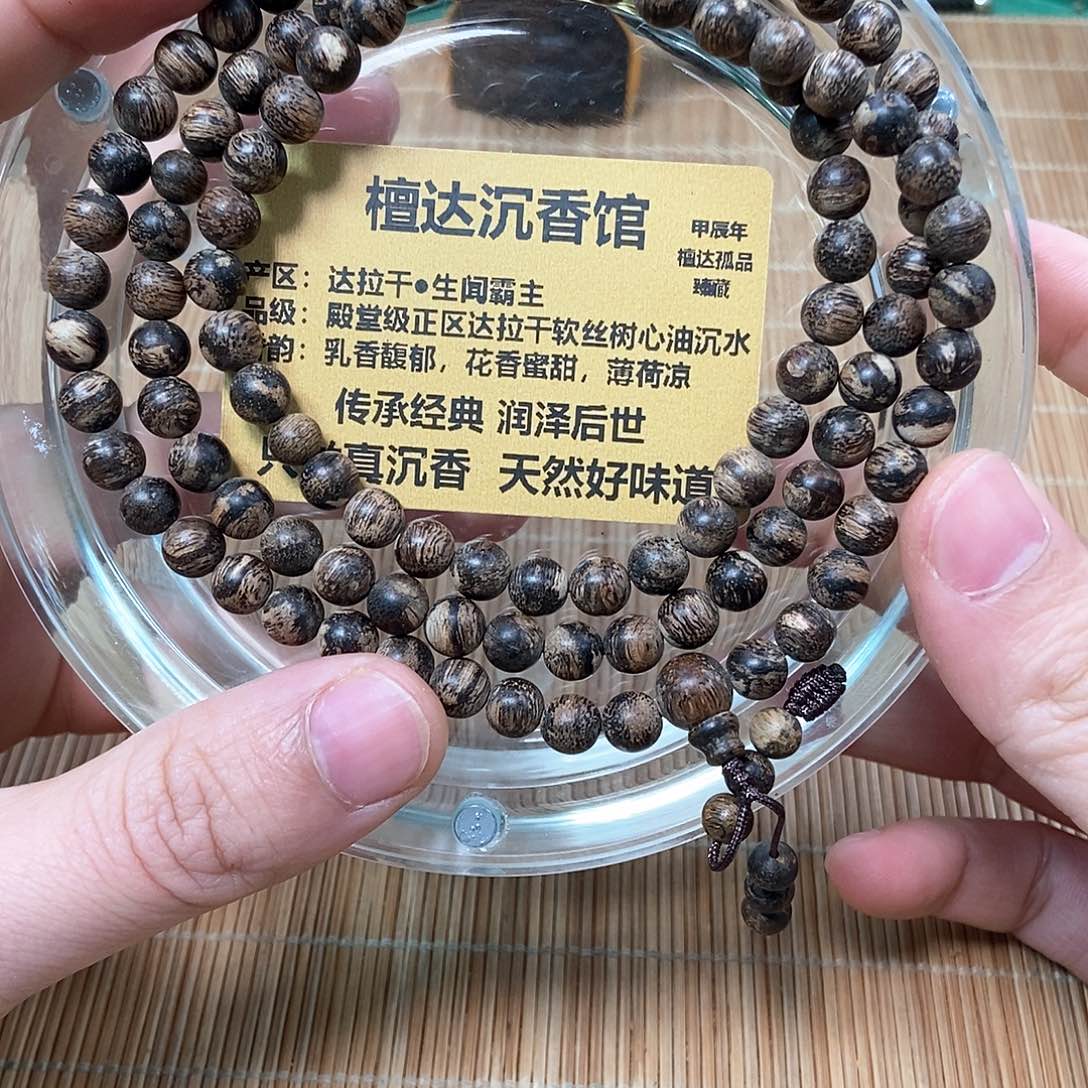 檀达沉香馆
甲辰年
檀达孤品
臻藏
产区：达拉干•生闻霸主
品级：殿堂级正区达拉干软丝树心油沉水
韵：乳香馥郁，花香蜜甜，薄荷凉
传承经典 润泽后世
真沉香 天然好味道